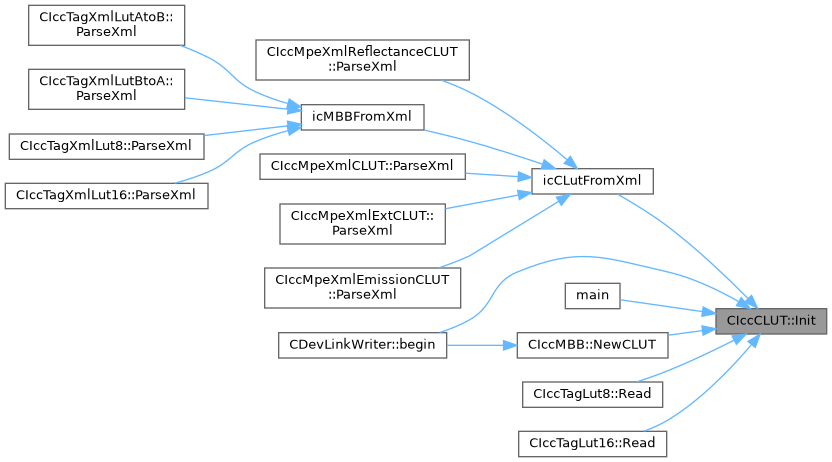 CIccTagXmlLutAtoB::
ParseXml
CIccTagXmlLutBtoA::
ParseXml
CIccTagXmlLut8::ParseXml
CIccTagXmlLut16::ParseXml
CIccMpeXmlReflectanceCLUT
::ParseXml
icMBBFromXml
CIccMpeXmlCLUT::ParseXml
CIccMpeXmlExtCLUT::
ParseXml
CIccMpeXmlEmissionCLUT
::ParseXml
CDevLinkWriter::begin
icCLutFromXml
main
CIccMBB::NewCLUT
CIccTagLut8::Read
CIccTagLut16::Read
CIccCLUT::Init